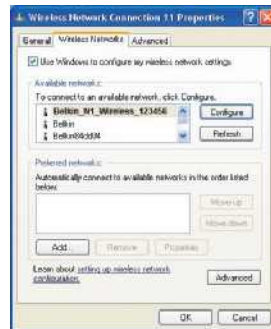 Wireless Network Connection 11 Properties
General Wireless Networks Advanced
Use Windows to configure my wireless network settings
Available networks:
To connect to an available network, click Configure.
Belkin_N1_Wireless_123456
Configure
Belkin
Belkin84dd04
Refresh
Preferred networks:
Automatically connect to available networks in the order listed
below:
Move up
Move down
Add... Remove Properties
Learn about setting up wireless network
configuration.
Advanced
OK Cancel